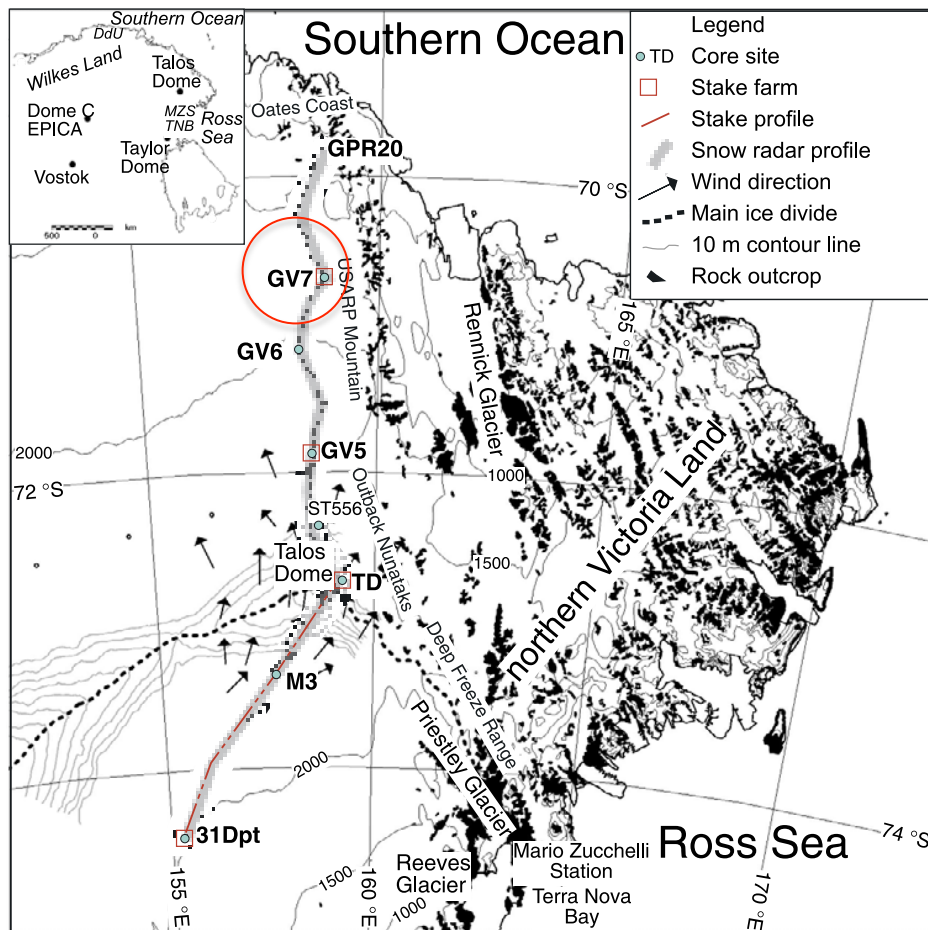 Southern Ocean
DdU
Wilkes Land
Talos
Dome
Dome C
EPICA
MZS
TNB
Ross
Sea
Taylor
Dome
Vostok
500 0 km
Southern Ocean
Legend
TD Core site
Stake farm
Stake profile
Snow radar profile
Wind direction
Main ice divide
10 m contour line
Rock outcrop
Oates Coast
GPR20
70 °S
GV7
USARP Mountain
165 °E
Rennick Glacier
GV6
2000
GV5
72 °S
1000
Outback Nunataks
ST556
northern Victoria Land
Talos
Dome
TD
1500
Deep Freeze Range
M3
Priestley Glacier
2000
31Dpt
74 °S
Ross Sea
Reeves
Glacier
Mario Zucchelli
Station
Terra Nova
Bay
1500
1000
155 °E
160 °E
170 °E